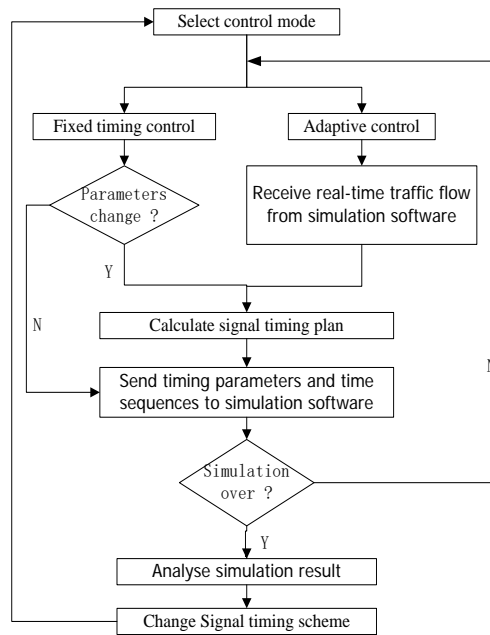 Select control mode
Fixed timing control
Adaptive control
Parameters
change ?
Receive real-time traffic flow
from simulation software
Y
N
Calculate signal timing plan
Send timing parameters and time
sequences to simulation software
N
Simulation
over ?
Y
Analyse simulation result
Change Signal timing scheme